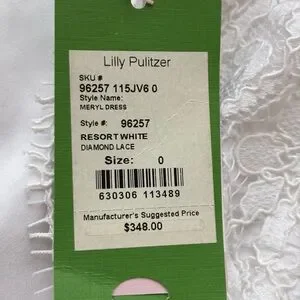 Lilly Pulitzer
SKU #
96257 115JV6 0
Style Name:
MERYL DRESS
Style #: 96257
RESORT WHITE
DIAMOND LACE
Size: 0
630306 113489
Manufacturer's Suggested Price
$348.00